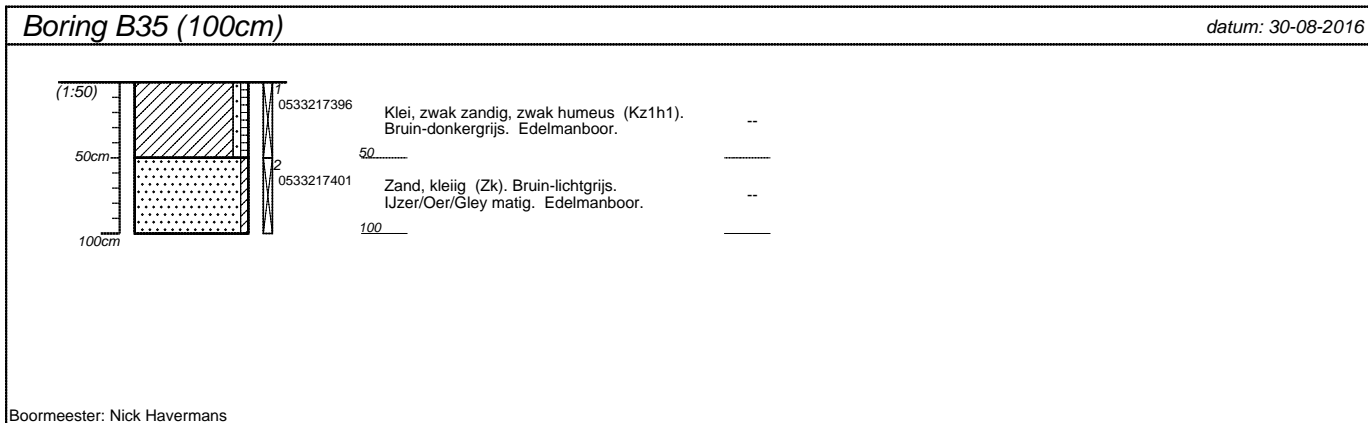 Boring B35 (100cm)
datum: 30-08-2016
(1:50)
1
0533217396
Klei, zwak zandig, zwak humeus (Kz1h1).
Bruin-donkergrijs. Edelmanboor.
--
50cm
50
2
0533217401
Zand, kleiig (Zk). Bruin-lichtgrijs.
IJzer/Oer/Gley matig. Edelmanboor.
--
100cm
100
Boormeester: Nick Havermans